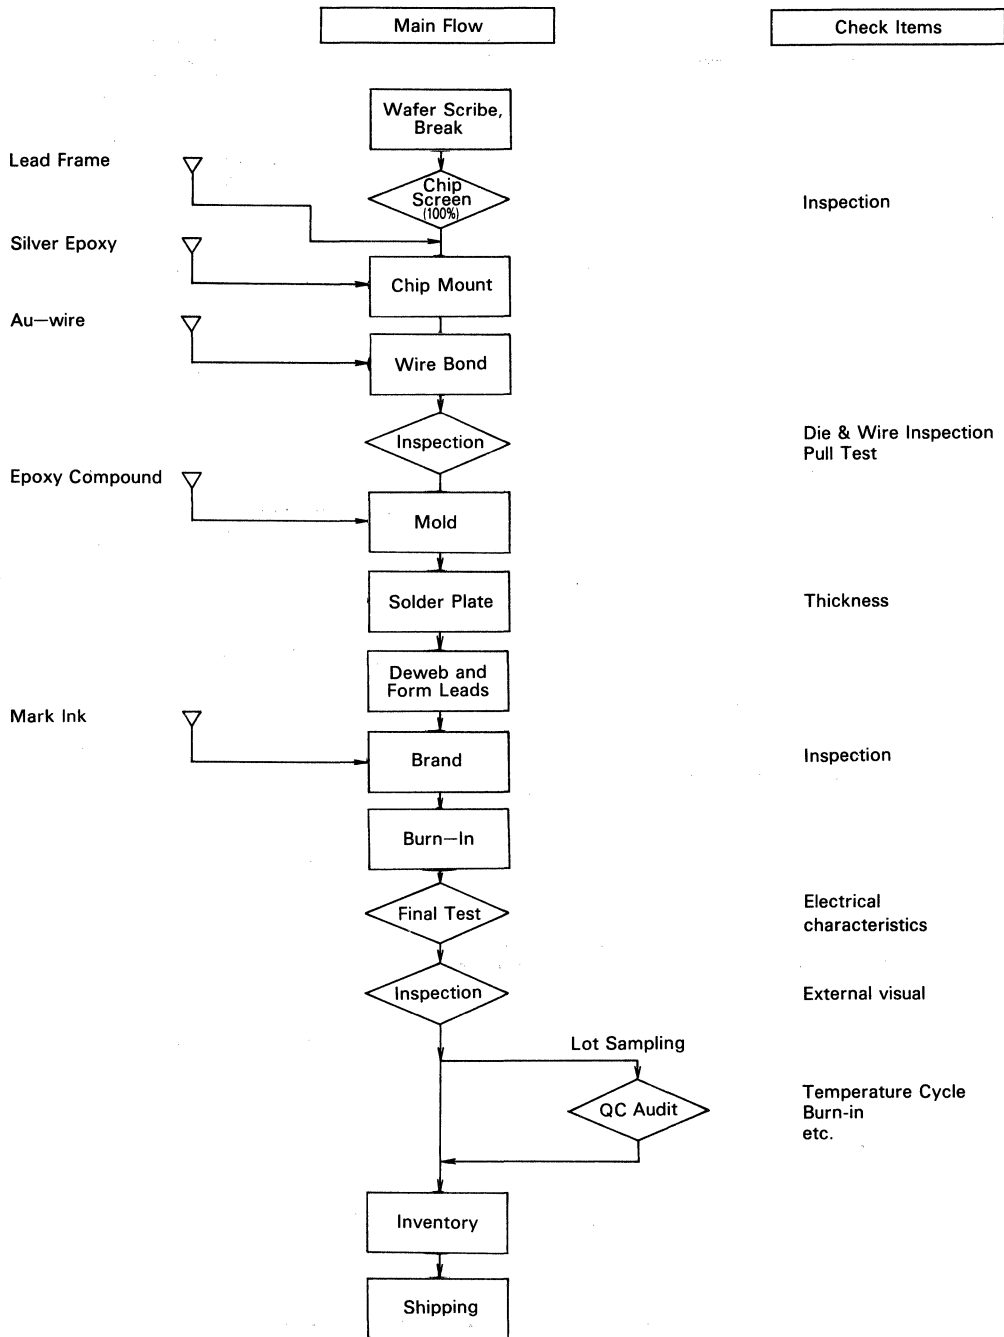 Main Flow
Check Items
Wafer Scribe,
Break
Lead Frame
Chip
Screen
(100%)
Inspection
Silver Epoxy
Chip Mount
Au—wire
Wire Bond
Inspection
Die & Wire Inspection
Pull Test
Epoxy Compound
Mold
Solder Plate
Thickness
Deweb and
Form Leads
Mark Ink
Brand
Inspection
Burn—In
Final Test
Electrical
characteristics
Inspection
External visual
Lot Sampling
QC Audit
Temperature Cycle
Burn-in
etc.
Inventory
Shipping